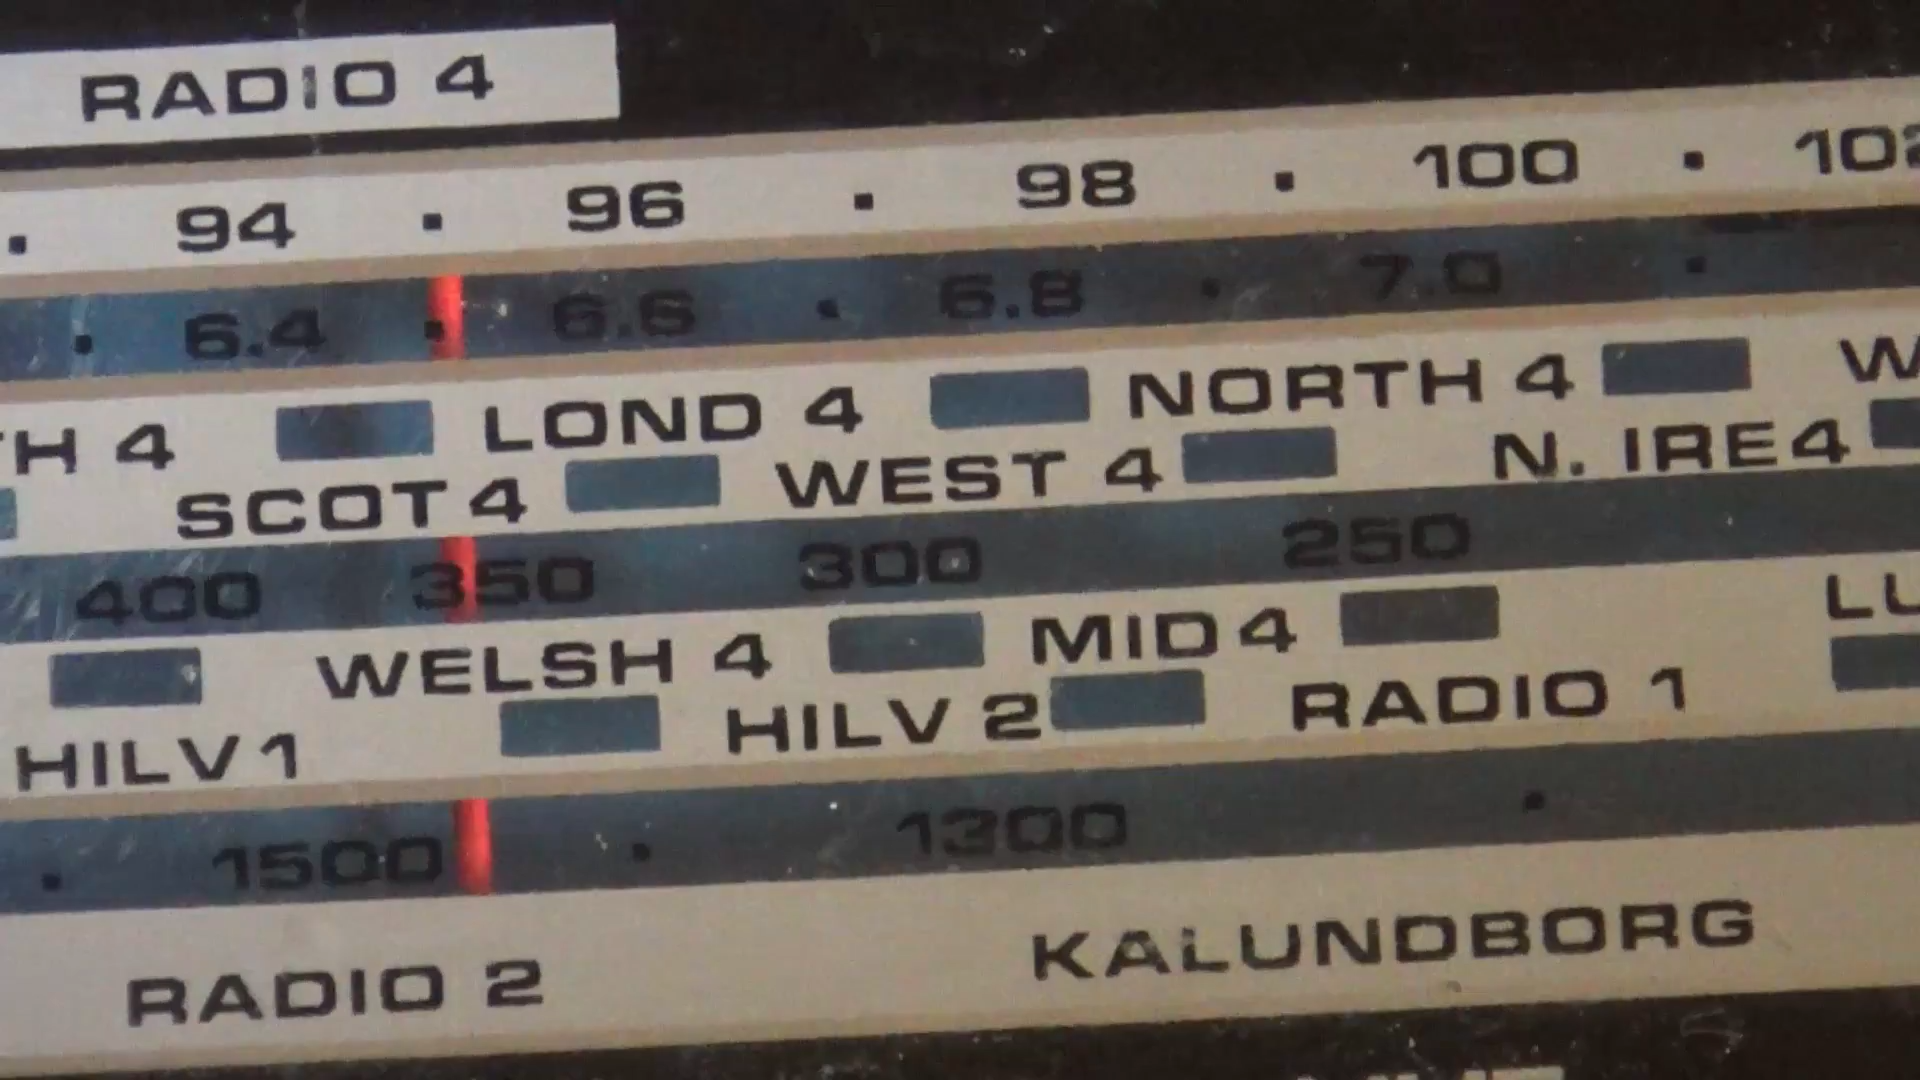 RADIO 4
94 96 98 100
6.4 6.6 6.8 7.0
LOND 4 NORTH 4
SCOT 4 WEST 4 N. IRE 4
400 350 300 250
WELSH 4 MID 4
HILV 1 HILV 2 RADIO 1
1500 1300
RADIO 2 KALUNDBORG